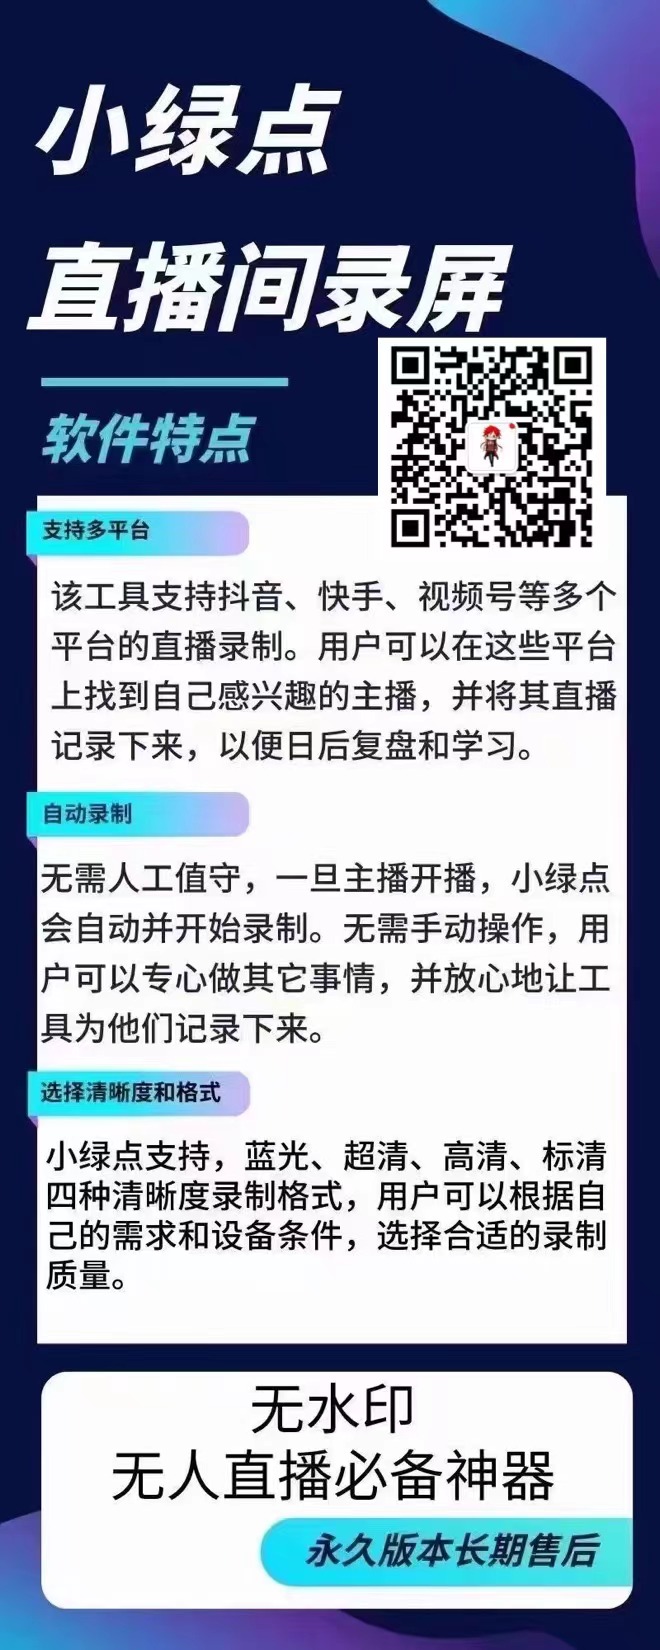 小绿点
直播间录屏
软件特点
支持多平台
该工具支持抖音、快手、视频号等多个
平台的直播录制。用户可以在这些平台
上找到自己感兴趣的主播，并将其直播
记录下来，以便日后复盘和学习。
自动录制
无需人工值守，一旦主播开播，小绿点
会自动并开始录制。无需手动操作，用
户可以专心做其它事情，并放心地让工
具为他们记录下来。
选择清晰度和格式
小绿点支持，蓝光、超清、高清、标清
四种清晰度录制格式，用户可以根据自
己的需求和设备条件，选择合适的录制
质量。
无水印
无人直播必备神器
永久版本长期售后